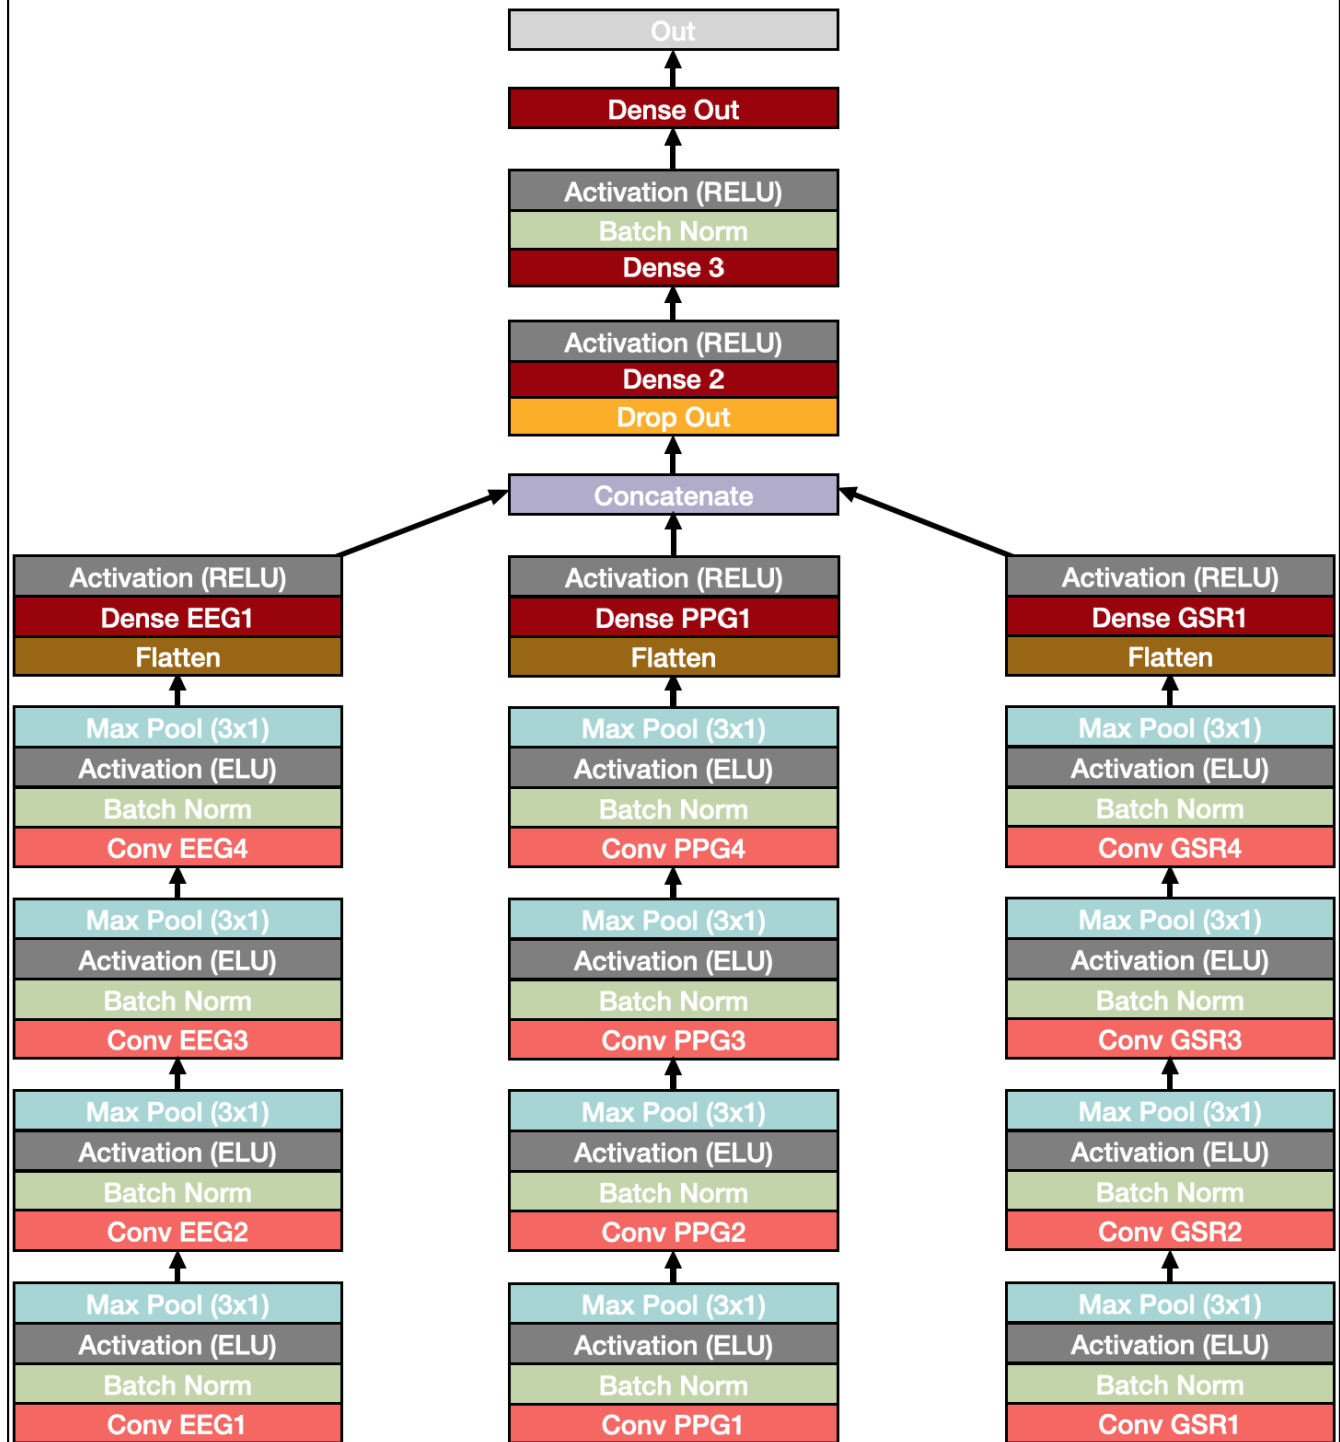 Out
Dense Out
Activation (RELU)
Batch Norm
Dense 3
Activation (RELU)
Dense 2
Drop Out
Concatenate
Activation (RELU)
Dense EEG1
Flatten
Max Pool (3x1)
Activation (ELU)
Batch Norm
Conv EEG4
Max Pool (3x1)
Activation (ELU)
Batch Norm
Conv EEG3
Max Pool (3x1)
Activation (ELU)
Batch Norm
Conv EEG2
Max Pool (3x1)
Activation (ELU)
Batch Norm
Conv EEG1
Activation (RELU)
Dense PPG1
Flatten
Max Pool (3x1)
Activation (ELU)
Batch Norm
Conv PPG4
Max Pool (3x1)
Activation (ELU)
Batch Norm
Conv PPG3
Max Pool (3x1)
Activation (ELU)
Batch Norm
Conv PPG2
Max Pool (3x1)
Activation (ELU)
Batch Norm
Conv PPG1
Activation (RELU)
Dense GSR1
Flatten
Max Pool (3x1)
Activation (ELU)
Batch Norm
Conv GSR4
Max Pool (3x1)
Activation (ELU)
Batch Norm
Conv GSR3
Max Pool (3x1)
Activation (ELU)
Batch Norm
Conv GSR2
Max Pool (3x1)
Activation (ELU)
Batch Norm
Conv GSR1